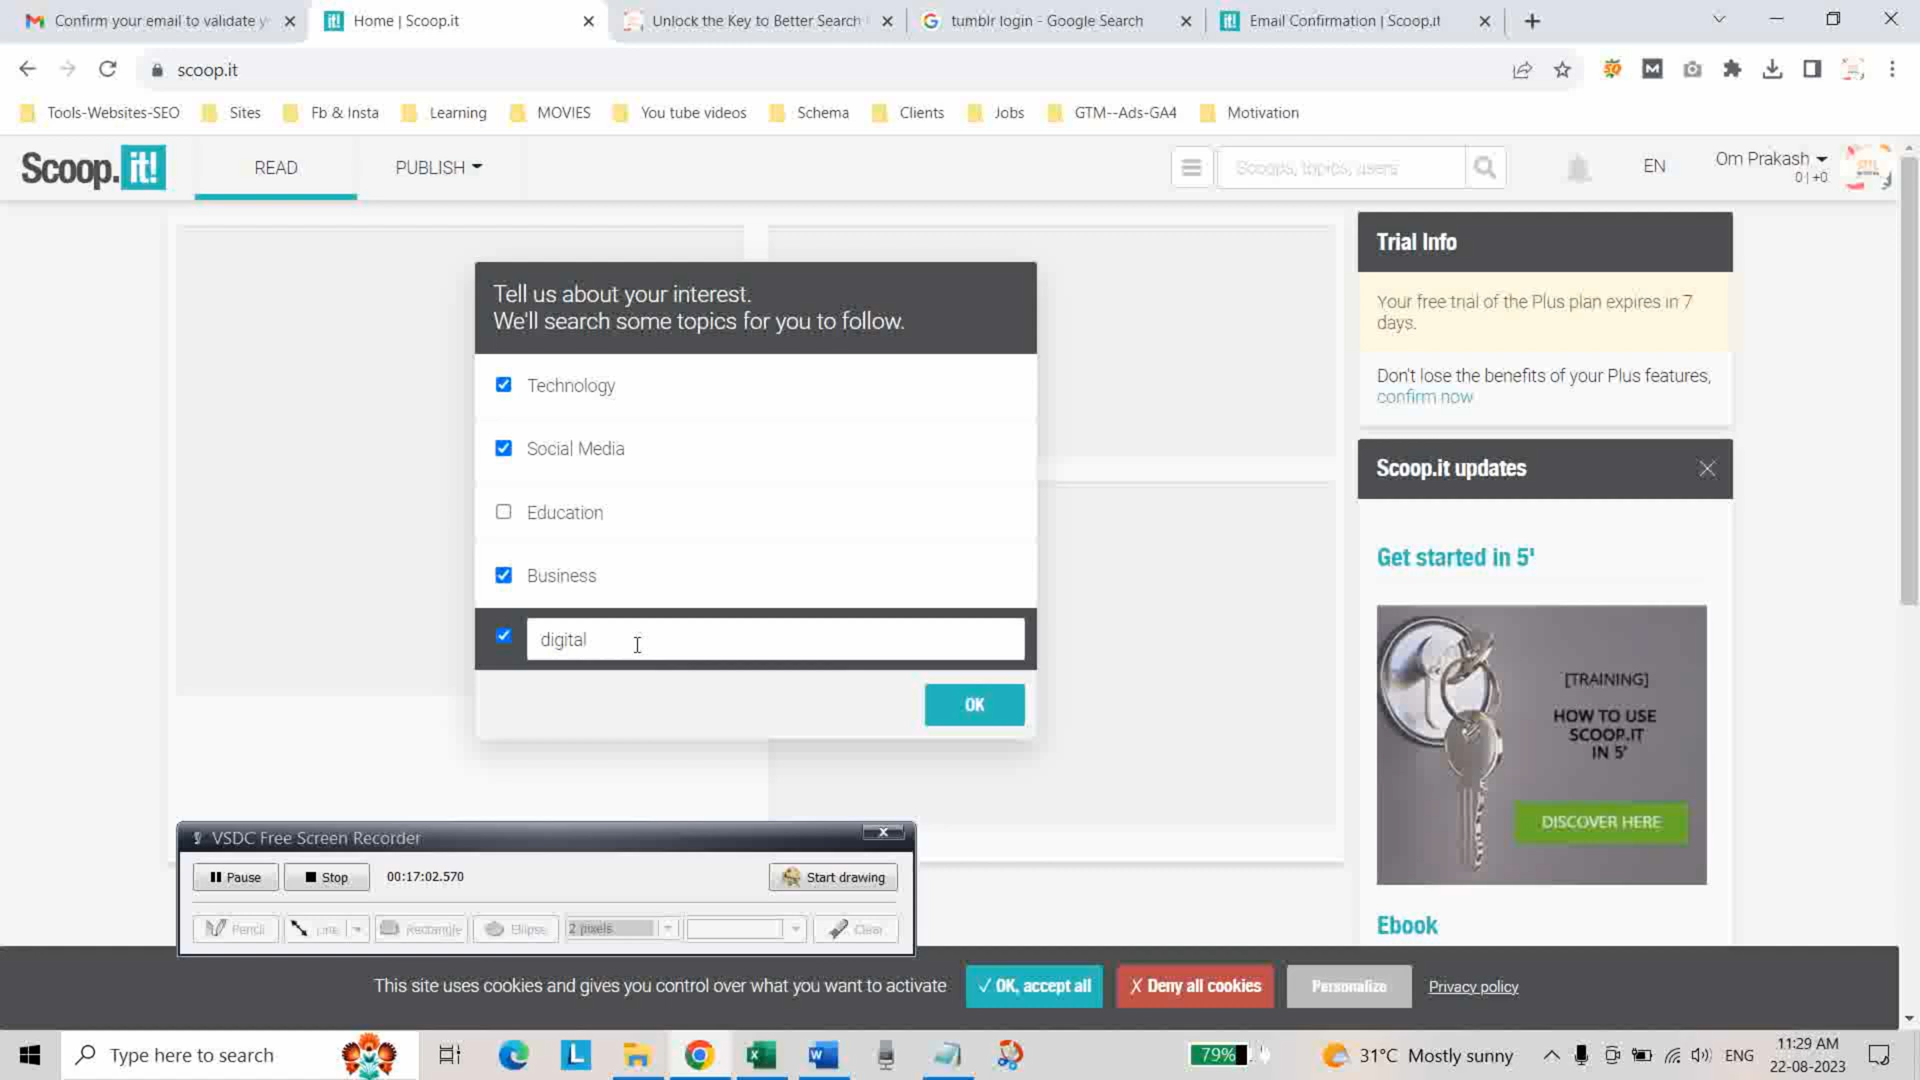 Confirm your email to validate y
Home | Scoop.it
Unlock the Key to Better Search
tumblr login - Google Search
Email Confirmation | Scoop.it
scoop.it
Tools-Websites-SEO
Sites
Fb & Insta
Learning
MOVIES
You tube videos
Schema
Clients
Jobs
GTM--Ads-GA4
Motivation
Scoop.it!
READ
PUBLISH
Scoops, topics, users
EN
Om Prakash
0 | +0
Tell us about your interest.
We'll search some topics for you to follow.
Technology
Social Media
Education
Business
digital
OK
Trial Info
Your free trial of the Plus plan expires in 7
days.
Don't lose the benefits of your Plus features,
confirm now
Scoop.it updates
Get started in 5'
[TRAINING]
HOW TO USE
SCOOP.IT
IN 5'
DISCOVER HERE
Ebook
VSDC Free Screen Recorder
Pause
Stop
00:17:02.570
Start drawing
Pencil
Line
Rectangle
Ellipse
2 pixels
Clear
This site uses cookies and gives you control over what you want to activate
✓ OK, accept all
✗ Deny all cookies
Personalize
Privacy policy
Type here to search
79%
31°C Mostly sunny
ENG
11:29 AM
22-08-2023